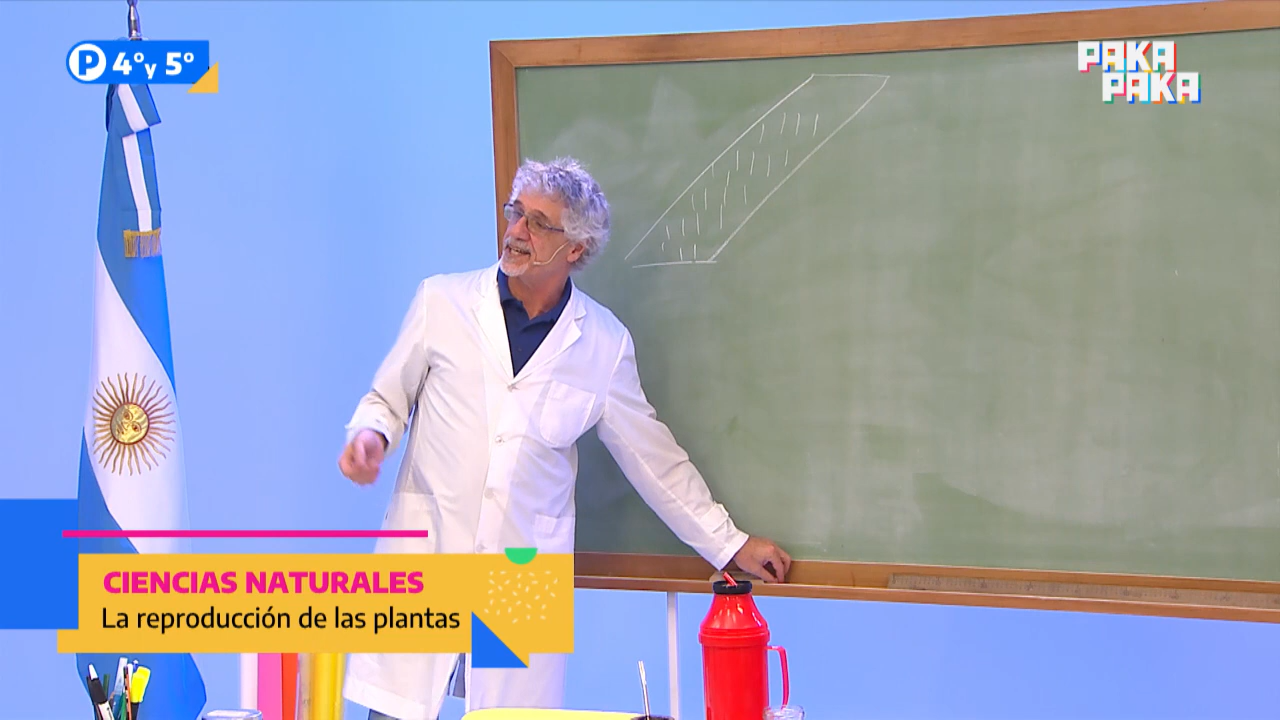 P 4° y 5°
PAKA
PAKA
CIENCIAS NATURALES
La reproducción de las plantas